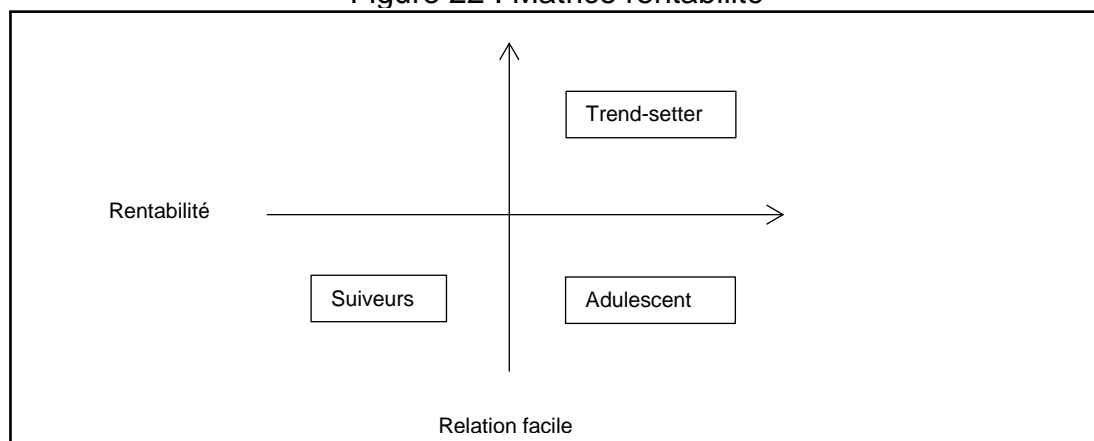 Figure 22 : Matrice rentabilité
Trend-setter
Rentabilité
Suiveurs
Adulescent
Relation facile